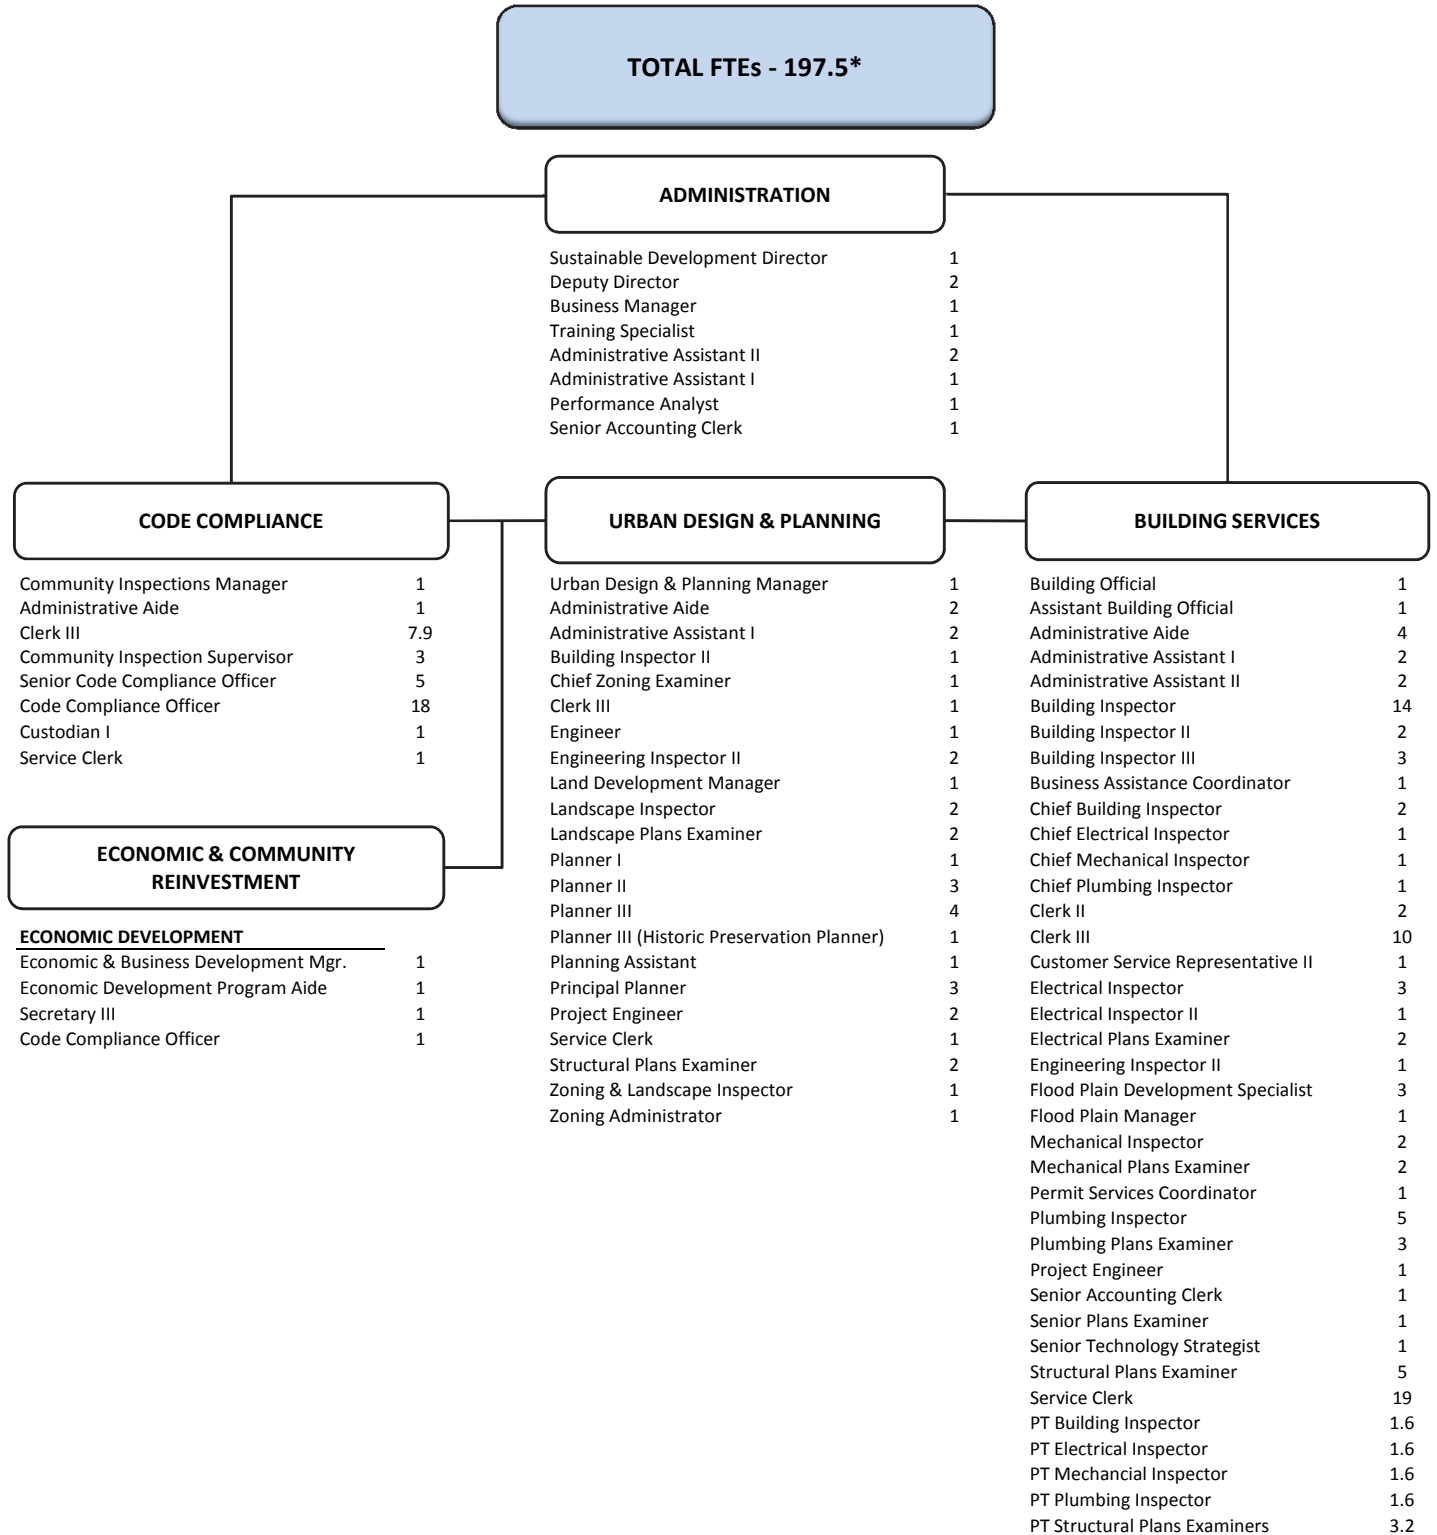 TOTAL FTEs - 197.5*
ADMINISTRATION
Sustainable Development Director 1
Deputy Director 2
Business Manager 1
Training Specialist 1
Administrative Assistant II 2
Administrative Assistant I 1
Performance Analyst 1
Senior Accounting Clerk 1
CODE COMPLIANCE
Community Inspections Manager 1
Administrative Aide 1
Clerk III 7.9
Community Inspection Supervisor 3
Senior Code Compliance Officer 5
Code Compliance Officer 18
Custodian I 1
Service Clerk 1
ECONOMIC & COMMUNITY
REINVESTMENT
ECONOMIC DEVELOPMENT
Economic & Business Development Mgr. 1
Economic Development Program Aide 1
Secretary III 1
Code Compliance Officer 1
URBAN DESIGN & PLANNING
Urban Design & Planning Manager 1
Administrative Aide 2
Administrative Assistant I 2
Building Inspector II 1
Chief Zoning Examiner 1
Clerk III 1
Engineer 1
Engineering Inspector II 2
Land Development Manager 1
Landscape Inspector 2
Landscape Plans Examiner 2
Planner I 1
Planner II 3
Planner III 4
Planner III (Historic Preservation Planner) 1
Planning Assistant 1
Principal Planner 3
Project Engineer 2
Service Clerk 1
Structural Plans Examiner 2
Zoning & Landscape Inspector 1
Zoning Administrator 1
BUILDING SERVICES
Building Official 1
Assistant Building Official 1
Administrative Aide 4
Administrative Assistant I 2
Administrative Assistant II 2
Building Inspector 14
Building Inspector II 2
Building Inspector III 3
Business Assistance Coordinator 1
Chief Building Inspector 2
Chief Electrical Inspector 1
Chief Mechanical Inspector 1
Chief Plumbing Inspector 1
Clerk II 2
Clerk III 10
Customer Service Representative II 1
Electrical Inspector 3
Electrical Inspector II 1
Electrical Plans Examiner 2
Engineering Inspector II 1
Flood Plain Development Specialist 3
Flood Plain Manager 1
Mechanical Inspector 2
Mechanical Plans Examiner 2
Permit Services Coordinator 1
Plumbing Inspector 5
Plumbing Plans Examiner 3
Project Engineer 1
Senior Accounting Clerk 1
Senior Plans Examiner 1
Senior Technology Strategist 1
Structural Plans Examiner 5
Service Clerk 19
PT Building Inspector 1.6
PT Electrical Inspector 1.6
PT Mechancial Inspector 1.6
PT Plumbing Inspector 1.6
PT Structural Plans Examiners 3.2